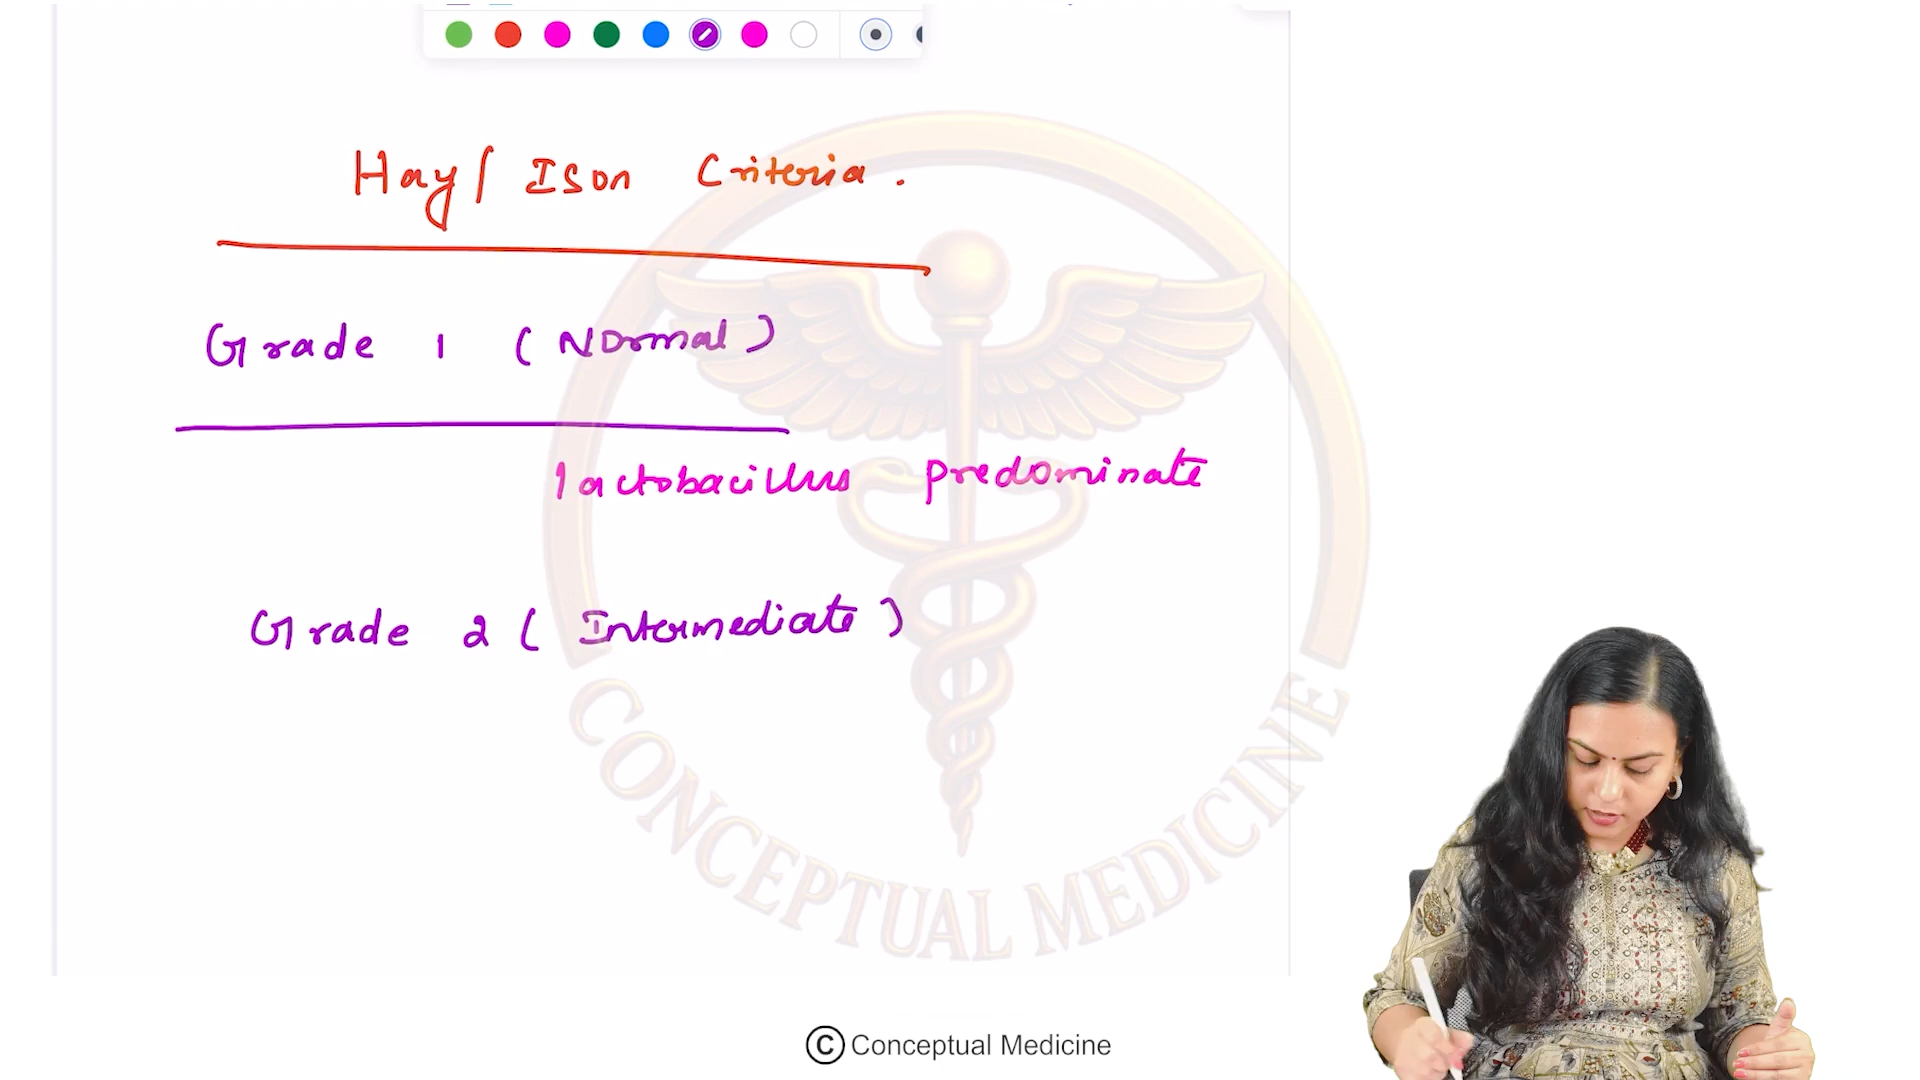 Hay/ Ison Criteria.
Grade 1 (Normal)
lactobacillus predominate
Grade 2 (Intermediate)
CONCEPTUAL MEDICINE
© Conceptual Medicine